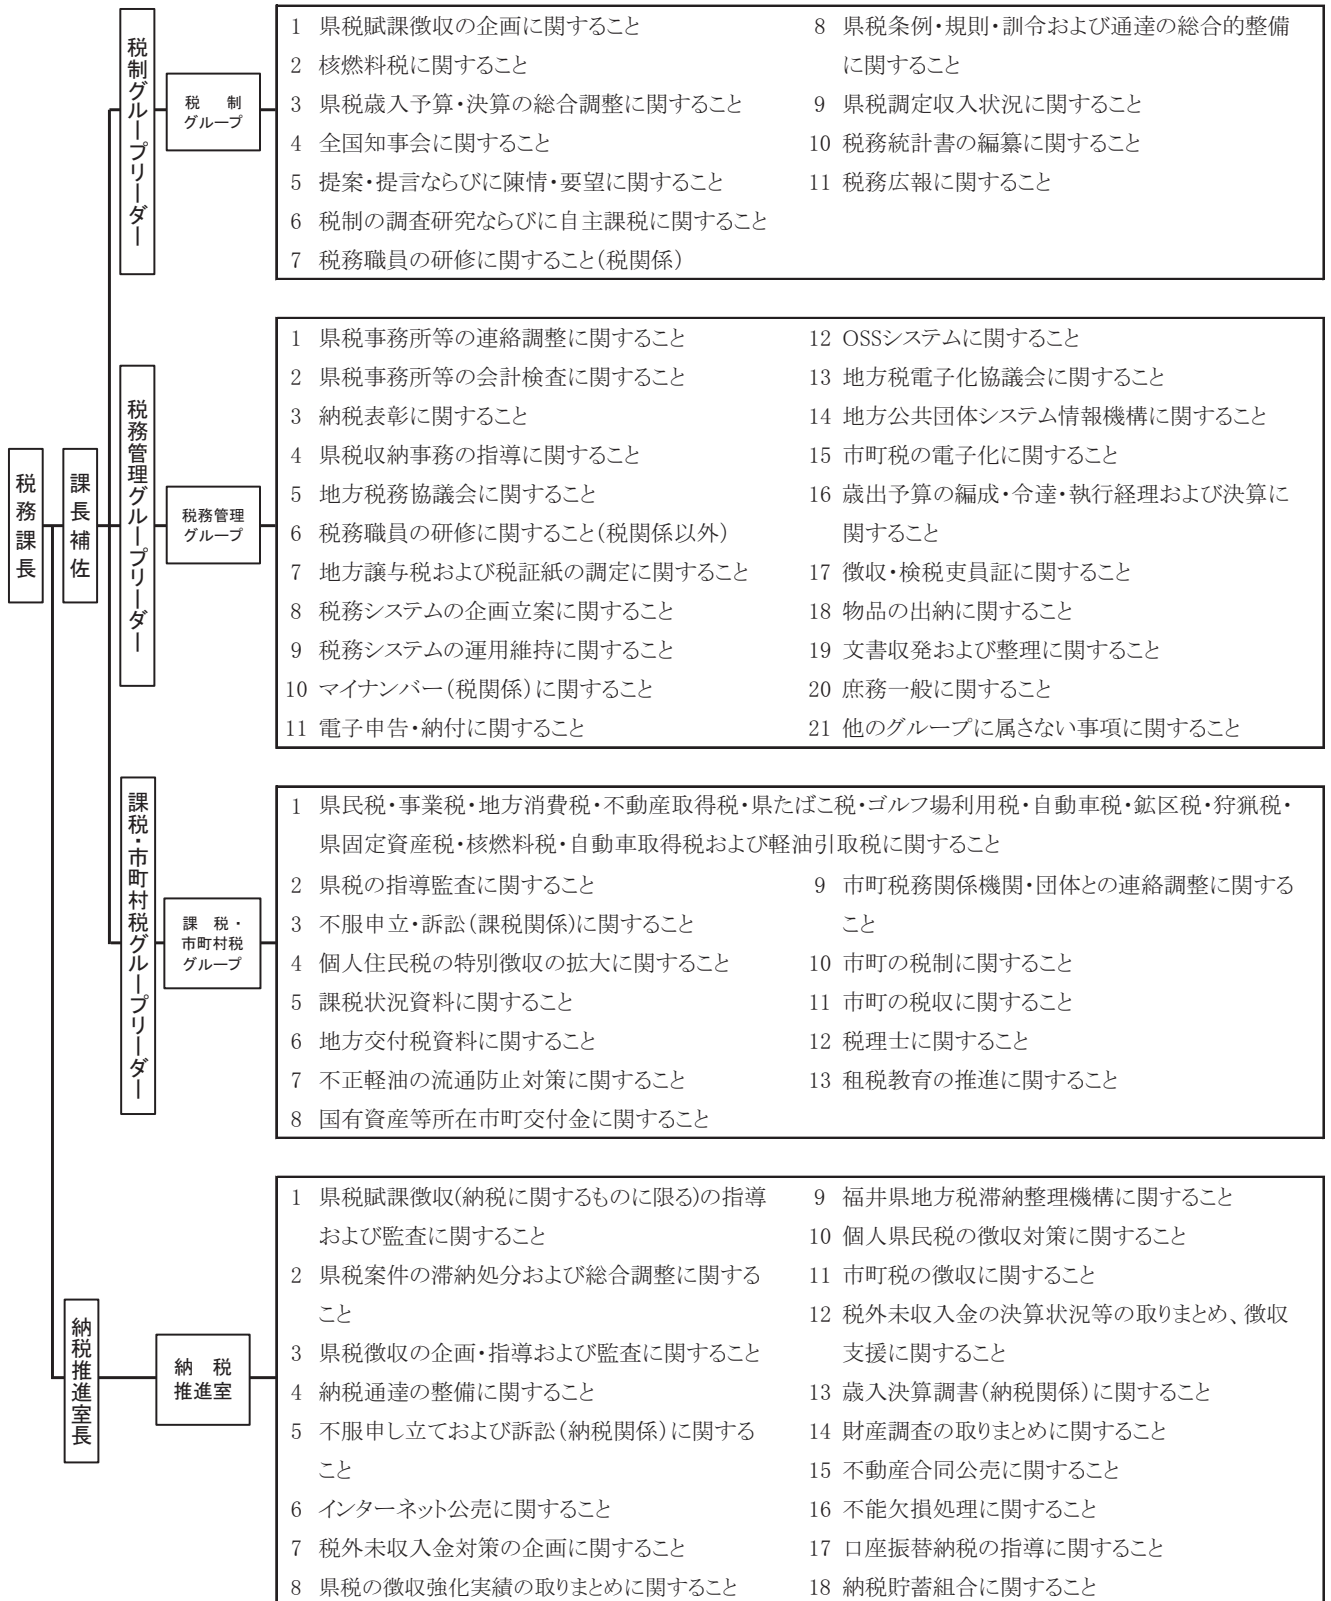 税務課長
課長補佐
税制グループリーダー
税　制
グループ
1 県税賦課徴収の企画に関すること
2 核燃料税に関すること
3 県税歳入予算・決算の総合調整に関すること
4 全国知事会に関すること
5 提案・提言ならびに陳情・要望に関すること
6 税制の調査研究ならびに自主課税に関すること
7 税務職員の研修に関すること(税関係)
8 県税条例・規則・訓令および通達の総合的整備
に関すること
9 県税調定収入状況に関すること
10 税務統計書の編纂に関すること
11 税務広報に関すること
税務管理グループリーダー
税務管理
グループ
1 県税事務所等の連絡調整に関すること
2 県税事務所等の会計検査に関すること
3 納税表彰に関すること
4 県税収納事務の指導に関すること
5 地方税務協議会に関すること
6 税務職員の研修に関すること(税関係以外)
7 地方譲与税および税証紙の調定に関すること
8 税務システムの企画立案に関すること
9 税務システムの運用維持に関すること
10 マイナンバー(税関係)に関すること
11 電子申告・納付に関すること
12 OSSシステムに関すること
13 地方税電子化協議会に関すること
14 地方公共団体システム情報機構に関すること
15 市町税の電子化に関すること
16 歳出予算の編成・令達・執行経理および決算に
関すること
17 徴収・検税吏員証に関すること
18 物品の出納に関すること
19 文書収発および整理に関すること
20 庶務一般に関すること
21 他のグループに属さない事項に関すること
課税・市町村税グループリーダー
課　税・
市町村税
グループ
1 県民税・事業税・地方消費税・不動産取得税・県たばこ税・ゴルフ場利用税・自動車税・鉱区税・狩猟税・
県固定資産税・核燃料税・自動車取得税および軽油引取税に関すること
2 県税の指導監査に関すること
3 不服申立・訴訟(課税関係)に関すること
4 個人住民税の特別徴収の拡大に関すること
5 課税状況資料に関すること
6 地方交付税資料に関すること
7 不正軽油の流通防止対策に関すること
8 国有資産等所在市町交付金に関すること
9 市町税務関係機関・団体との連絡調整に関する
こと
10 市町の税制に関すること
11 市町の税収に関すること
12 税理士に関すること
13 租税教育の推進に関すること
納税推進室長
納　税
推進室
1 県税賦課徴収(納税に関するものに限る)の指導
および監査に関すること
2 県税案件の滞納処分および総合調整に関する
こと
3 県税徴収の企画・指導および監査に関すること
4 納税通達の整備に関すること
5 不服申し立ておよび訴訟(納税関係)に関する
こと
6 インターネット公売に関すること
7 税外未収入金対策の企画に関すること
8 県税の徴収強化実績の取りまとめに関すること
9 福井県地方税滞納整理機構に関すること
10 個人県民税の徴収対策に関すること
11 市町税の徴収に関すること
12 税外未収入金の決算状況等の取りまとめ、徴収
支援に関すること
13 歳入決算調書(納税関係)に関すること
14 財産調査の取りまとめに関すること
15 不動産合同公売に関すること
16 不能欠損処理に関すること
17 口座振替納税の指導に関すること
18 納税貯蓄組合に関すること